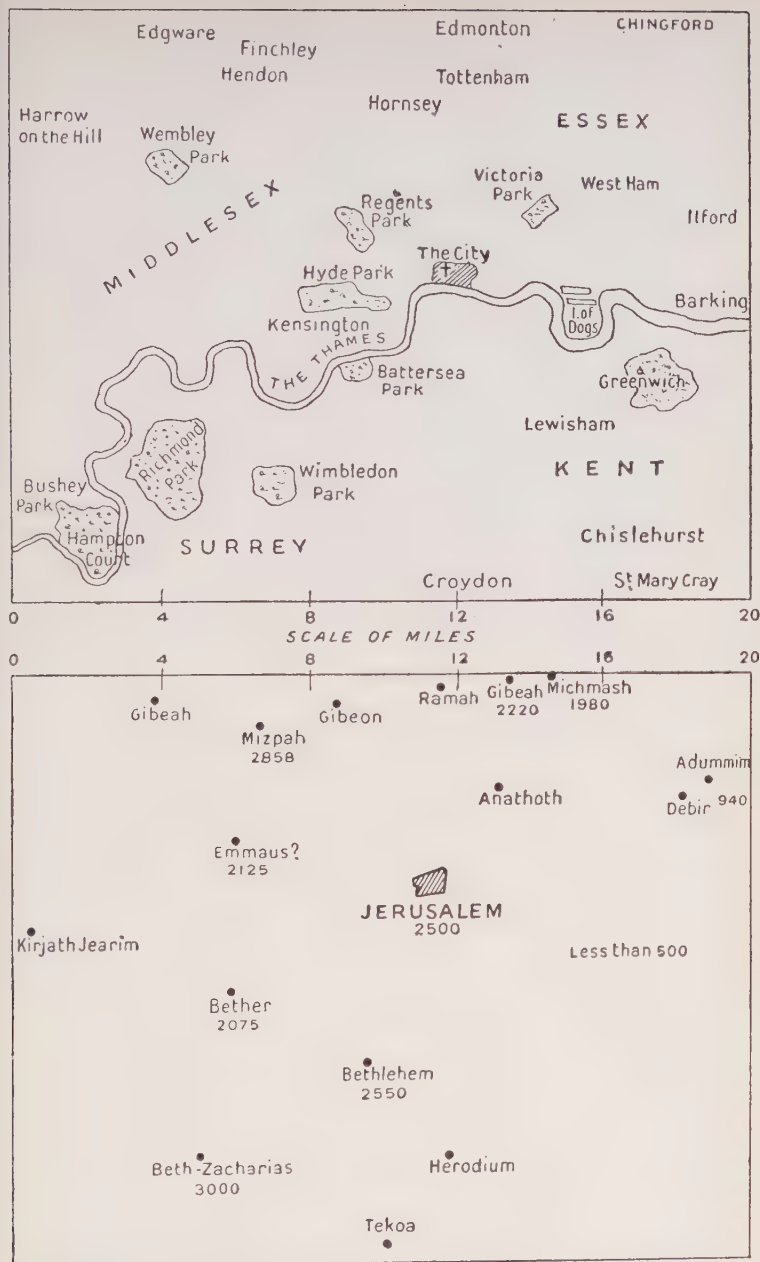 Edgware
Finchley
Hendon
Edmonton
CHINGFORD
Tottenham
Hornsey
Harrow
on the Hill
Wembley
Park
ESSEX
MIDDLESEX
Regents
Park
Victoria
Park
West Ham
Ilford
The City
Hyde Park
Kensington
THE THAMES
Battersea
Park
I. of
Dogs
Barking
Greenwich
Lewisham
KENT
Richmond
Park
Wimbledon
Park
Bushey
Park
Hampton
Court
SURREY
Chislehurst
Croydon
St Mary Cray
0 4 8 12 16 20
SCALE OF MILES
0 4 8 12 16 20
Gibeah
Mizpah
2858
Gibeon
Ramah
Gibeah
2220
Michmash
1980
Adummim
Debir 940
Anathoth
Emmaus?
2125
JERUSALEM
2500
Kirjath Jearim
Less than 500
Bether
2075
Bethlehem
2550
Beth-Zacharias
3000
Herodium
Tekoa